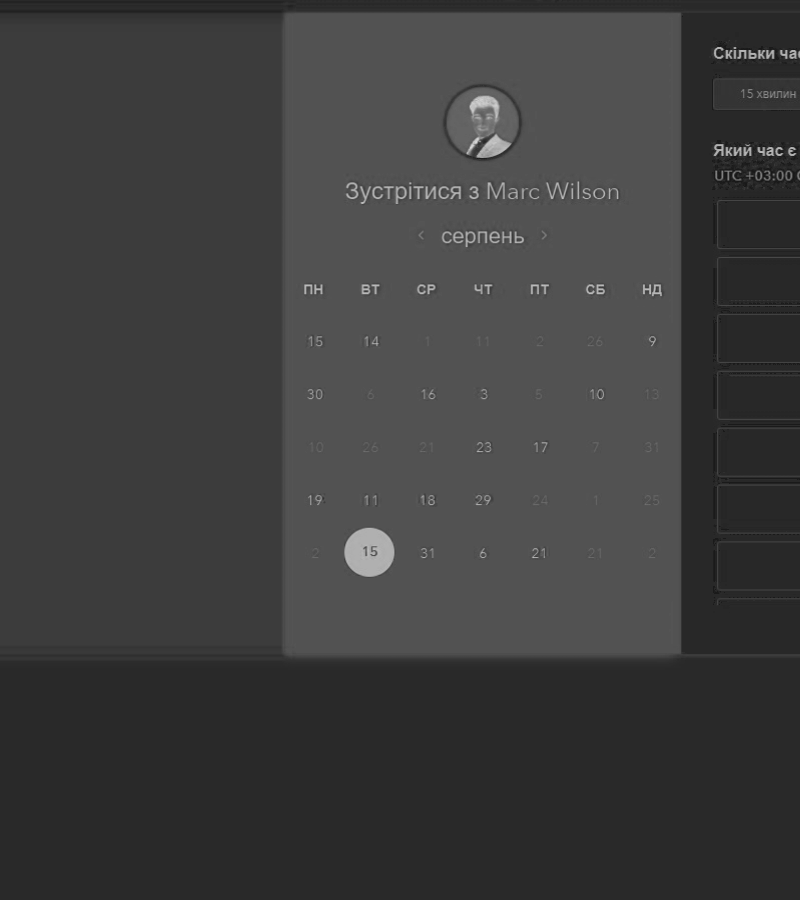 Зустрітися з Marc Wilson
серпень
ПН ВТ СР ЧТ ПТ СБ НД
15 14 1 11 2 26 9
30 6 16 3 5 10 13
10 26 21 23 17 7 31
19 11 18 29 24 1 25
2 15 31 6 21 21 2
Скільки
15 хвилин
Який час є
UTC +03:00